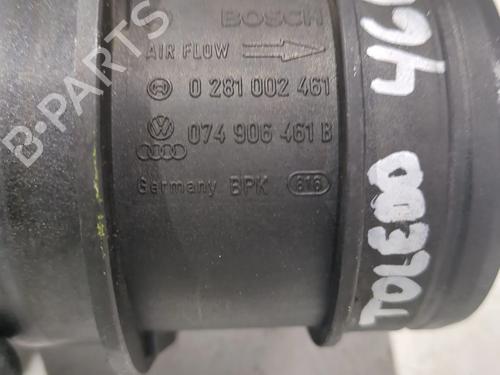 BOSCH
AIR FLOW
0 281 002 461
074 906 461 B
Germany BPK 616
TOLEDO
B-PARTS